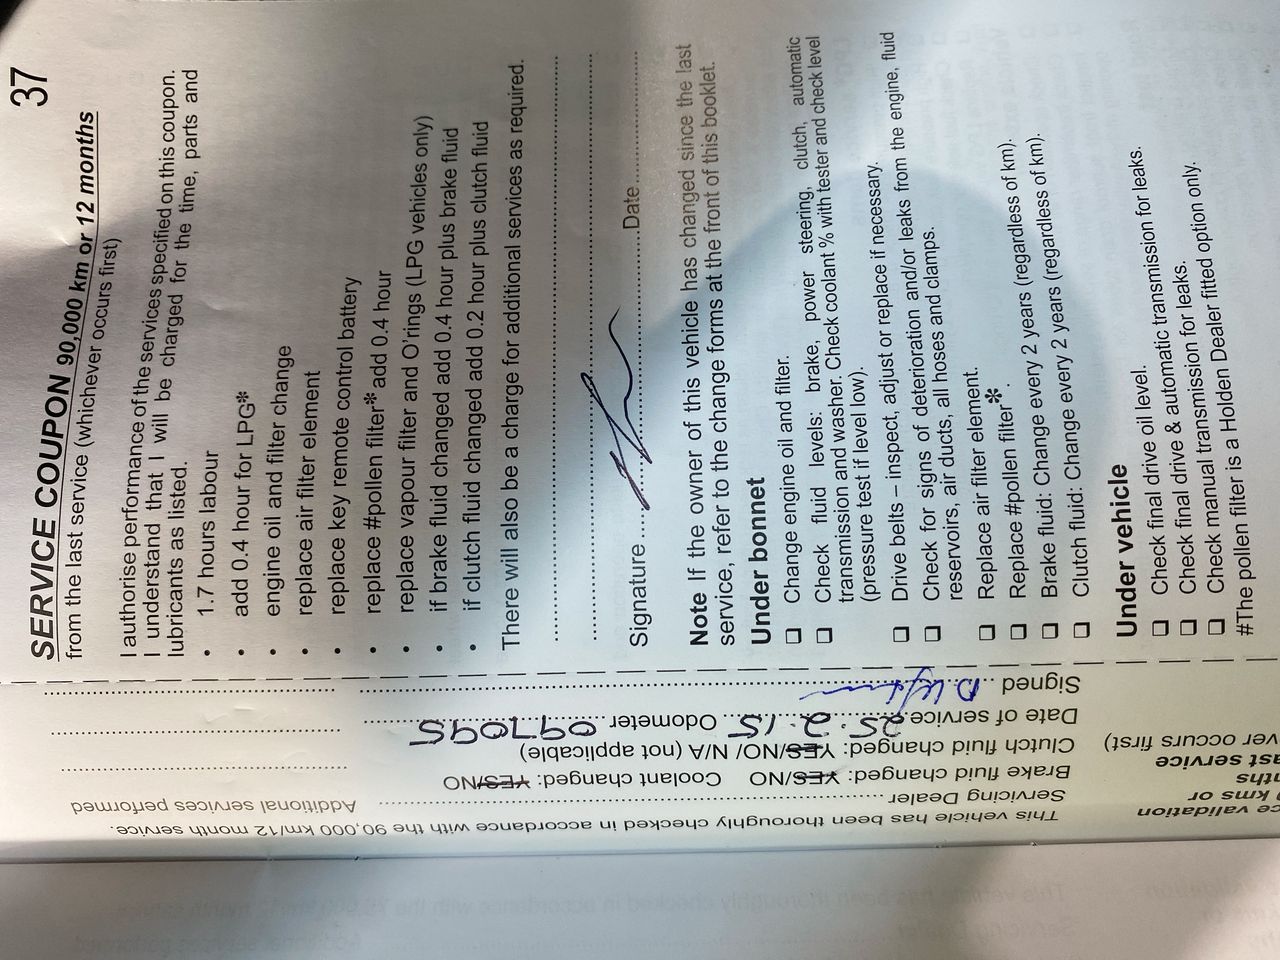 37
SERVICE COUPON 90,000 km or 12 months
from the last service (whichever occurs first)
I authorise performance of the services specified on this coupon.
I understand that I will be charged for the time, parts and
lubricants as listed.
• 1.7 hours labour
• add 0.4 hour for LPG*
• engine oil and filter change
• replace air filter element
• replace key remote control battery
• replace #pollen filter* add 0.4 hour
• replace vapour filter and O'rings (LPG vehicles only)
• if brake fluid changed add 0.4 hour plus brake fluid
• if clutch fluid changed add 0.2 hour plus clutch fluid
There will also be a charge for additional services as required.
Signature ........ Date ........
Note If the owner of this vehicle has changed since the last
service, refer to the change forms at the front of this booklet.
Under bonnet
❑ Change engine oil and filter.
❑ Check fluid levels: brake, power steering, clutch, automatic
transmission and washer. Check coolant % with tester and check level
(pressure test if level low).
❑ Drive belts – inspect, adjust or replace if necessary.
❑ Check for signs of deterioration and/or leaks from the engine, fluid
reservoirs, air ducts, all hoses and clamps.
❑ Replace air filter element.
❑ Replace #pollen filter*.
❑ Brake fluid: Change every 2 years (regardless of km).
❑ Clutch fluid: Change every 2 years (regardless of km).
Under vehicle
❑ Check final drive oil level.
❑ Check final drive & automatic transmission for leaks.
❑ Check manual transmission for leaks.
#The pollen filter is a Holden Dealer fitted option only.
This vehicle has been thoroughly checked in accordance with the 90,000 km/12 month service.
Servicing Dealer ........ Additional services performed
Brake fluid changed: YES/NO Coolant changed: YES/NO
Clutch fluid changed: YES/NO/ N/A (not applicable)
Date of service 25.2.15 Odometer 097095
Signed
validation
kms or
ast service
ver occurs first)